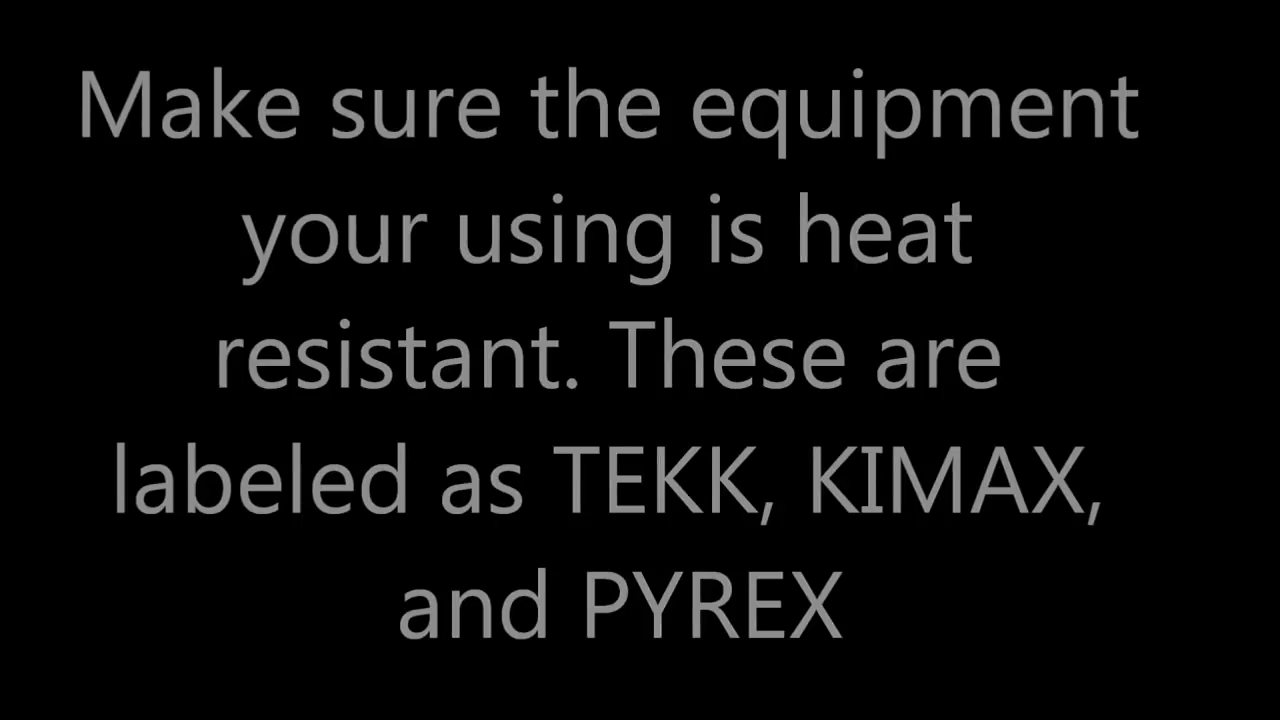 Make sure the equipment
your using is heat
resistant. These are
labeled as TEKK, KIMAX,
and PYREX